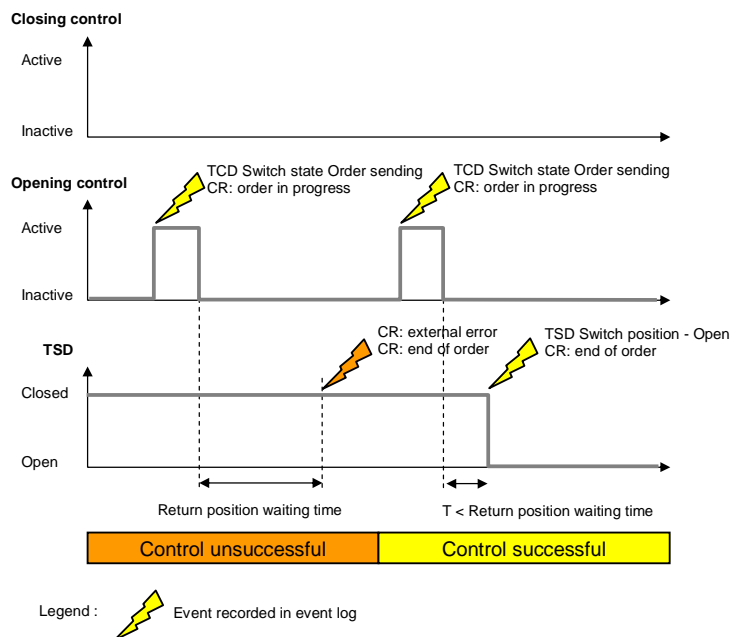 Closing control
Active
Inactive
TCD Switch state Order sending
CR: order in progress
TCD Switch state Order sending
CR: order in progress
Opening control
Active
Inactive
CR: external error
CR: end of order
TSD Switch position - Open
CR: end of order
TSD
Closed
Open
Return position waiting time
T < Return position waiting time
Control unsuccessful
Control successful
Legend :
Event recorded in event log